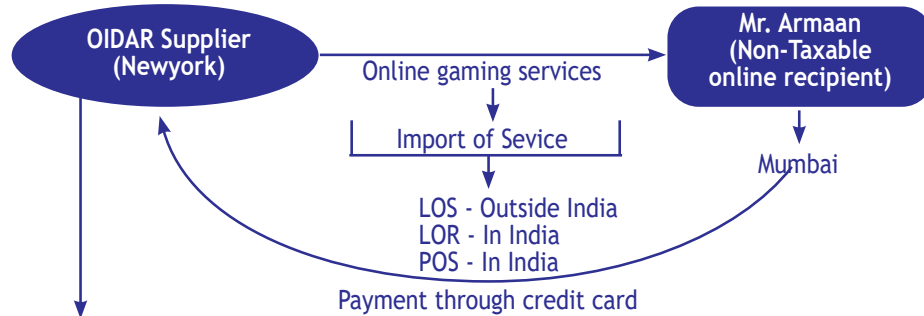 OIDAR Supplier
(Newyork)
Online gaming services
Mr. Armaan
(Non-Taxable
online recipient)
Import of Sevice
Mumbai
LOS - Outside India
LOR - In India
POS - In India
Payment through credit card